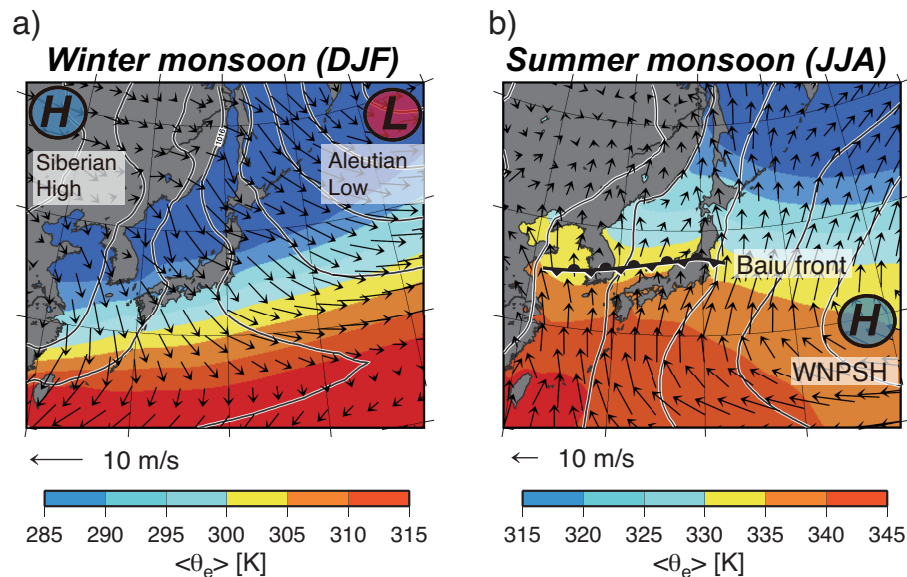 a)
Winter monsoon (DJF)
H
L
Siberian
High
Aleutian
Low
1016
10 m/s
285 290 295 300 305 310 315
<θe> [K]
b)
Summer monsoon (JJA)
Baiu front
H
WNPSH
10 m/s
315 320 325 330 335 340 345
<θe> [K]